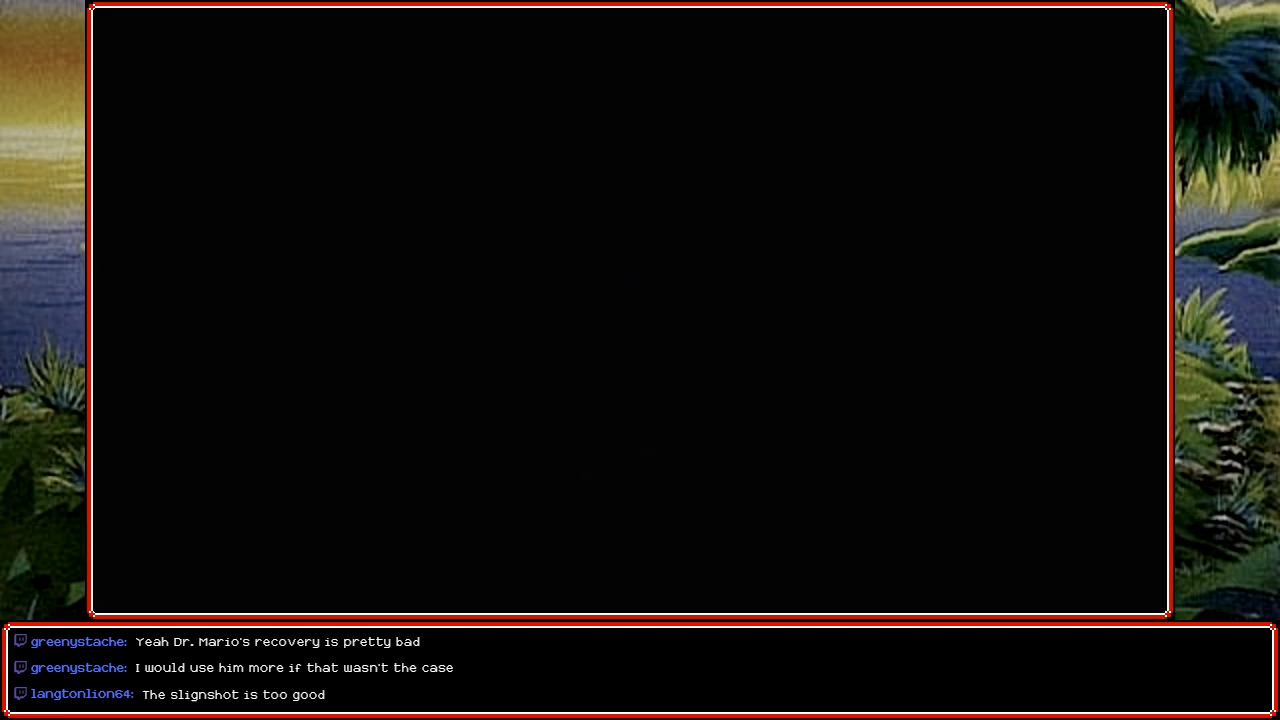 greenystache: Yeah Dr. Mario's recovery is pretty bad
greenystache: I would use him more if that wasn't the case
langtonlion64: The slignshot is too good